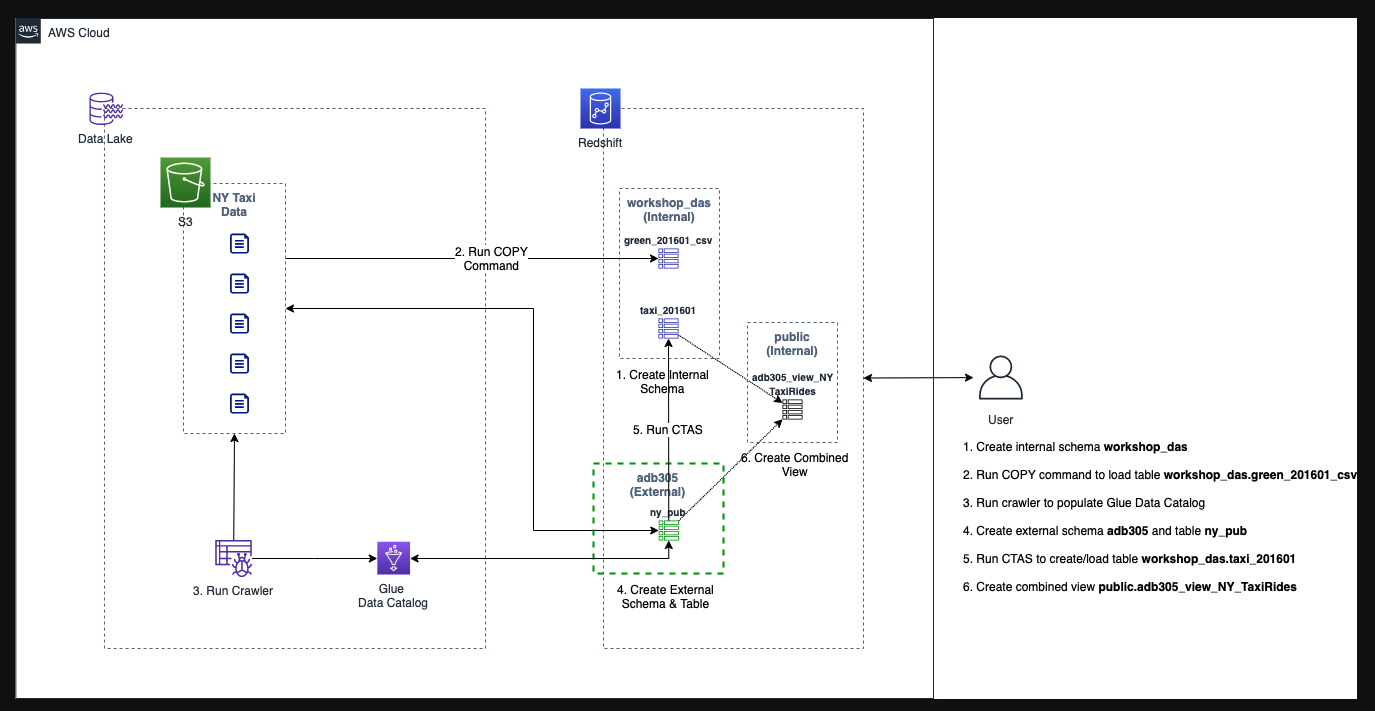 aws
AWS Cloud
Data Lake
S3
NY Taxi
Data
2. Run COPY
Command
3. Run Crawler
Glue
Data Catalog
Redshift
workshop_das
(Internal)
green_201601_csv
taxi_201601
1. Create Internal
Schema
public
(Internal)
adb305_view_NY
TaxiRides
5. Run CTAS
6. Create Combined
View
adb305
(External)
ny_pub
4. Create External
Schema & Table
User
1. Create internal schema workshop_das
2. Run COPY command to load table workshop_das.green_201601_csv
3. Run crawler to populate Glue Data Catalog
4. Create external schema adb305 and table ny_pub
5. Run CTAS to create/load table workshop_das.taxi_201601
6. Create combined view public.adb305_view_NY_TaxiRides